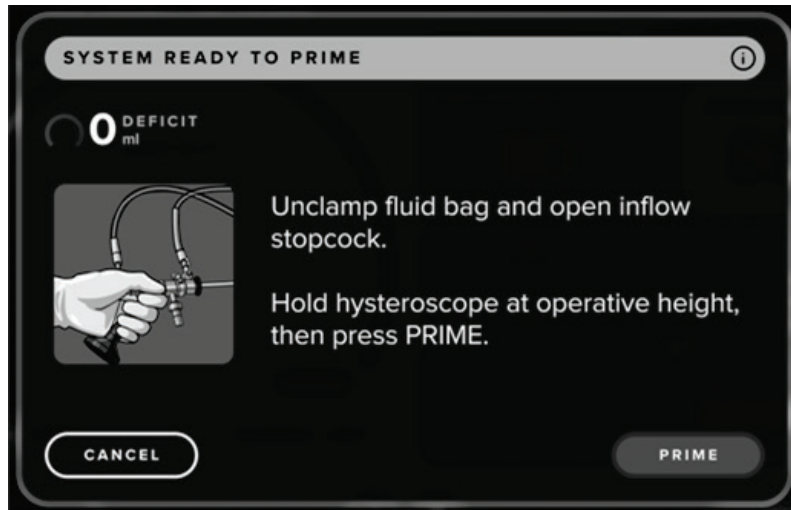 SYSTEM READY TO PRIME
0 DEFICIT
ml
Unclamp fluid bag and open inflow
stopcock.
Hold hysteroscope at operative height,
then press PRIME.
CANCEL
PRIME